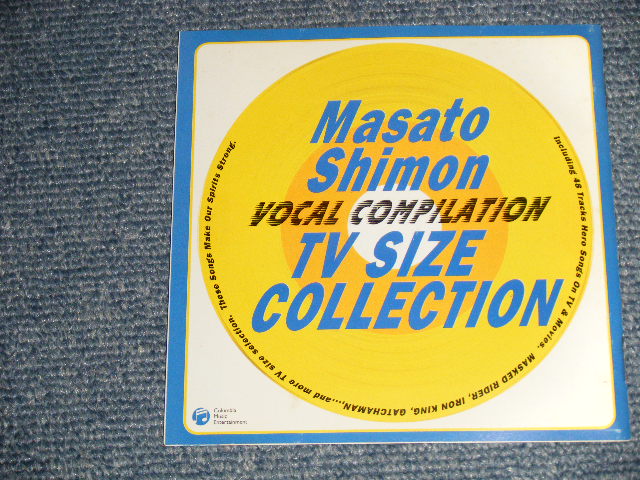 Masato
Shimon
VOCAL COMPILATION
TV SIZE
COLLECTION
Including 48 Tracks Hero Songs On TV & Movies. MASKED RIDER, IRON KING, GATCHAMAN,....and more TV size selection. These Songs Make Our Spirits Strong.
Columbia
Music
Entertainment